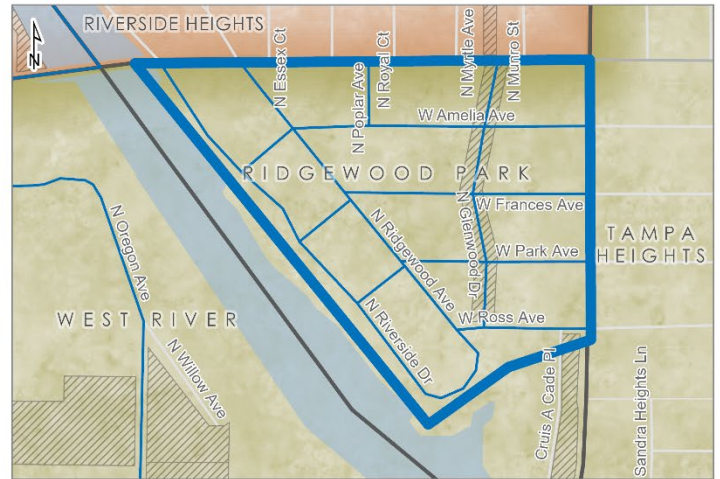 RIVERSIDE HEIGHTS
N
N Essex Ct
N Poplar Ave
N Royal Ct
N Myrtle Ave
N Munro St
W Amelia Ave
RIDGEWOOD PARK
W Frances Ave
N Glenwood Dr
N Oregon Ave
N Ridgewood Ave
W Park Ave
TAMPA
HEIGHTS
WEST RIVER
N Riverside Dr
W Ross Ave
N Willow Ave
Cruis A Cade Pl
Sandra Heights Ln